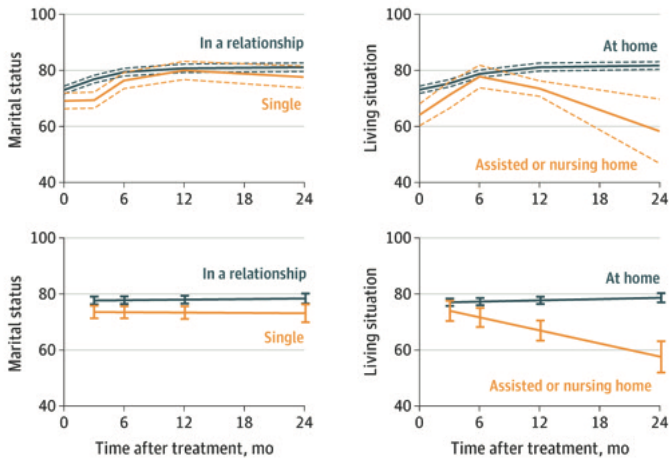 Marital status
100
80
60
40
0
6
12
18
24
In a relationship
Single
Living situation
100
80
60
40
0
6
12
18
24
At home
Assisted or nursing home
Marital status
100
80
60
40
0
6
12
18
24
In a relationship
Single
Time after treatment, mo
Living situation
100
80
60
40
0
6
12
18
24
At home
Assisted or nursing home
Time after treatment, mo